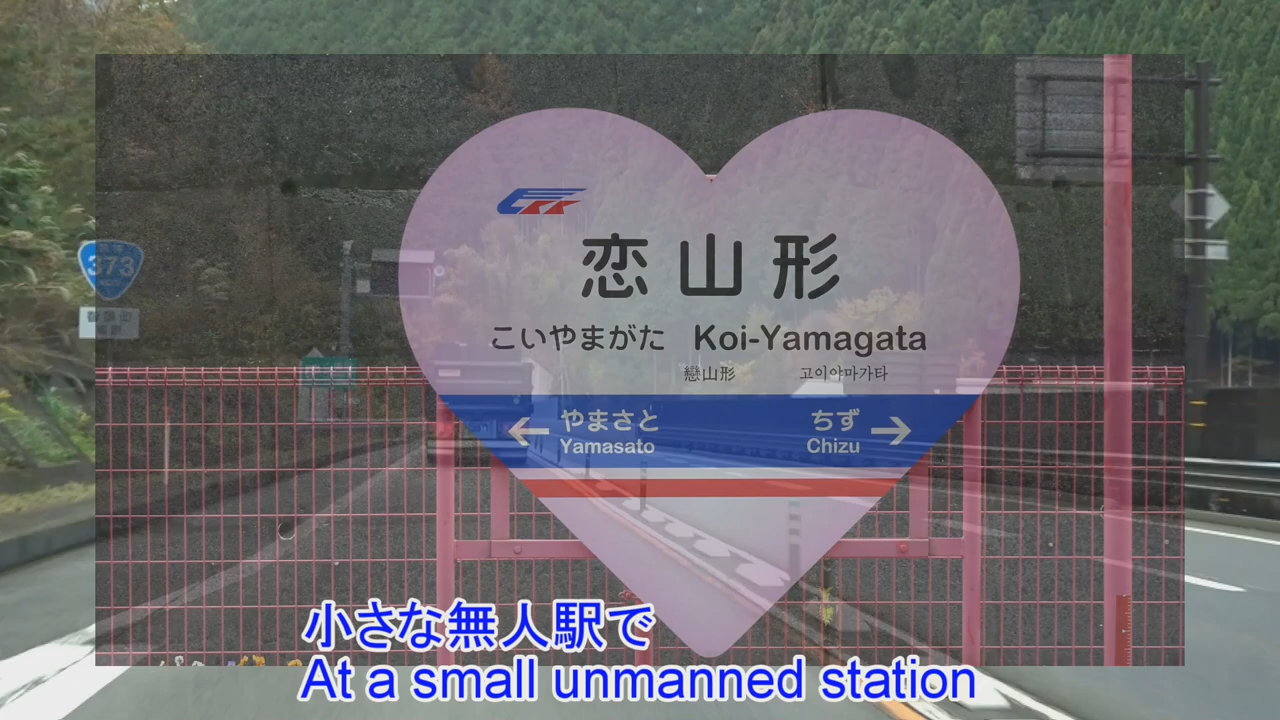 恋山形
こいやまがた Koi-Yamagata
戀山形 고이야마가타
やまさと ちず
Yamasato Chizu
373
小さな無人駅で
At a small unmanned station